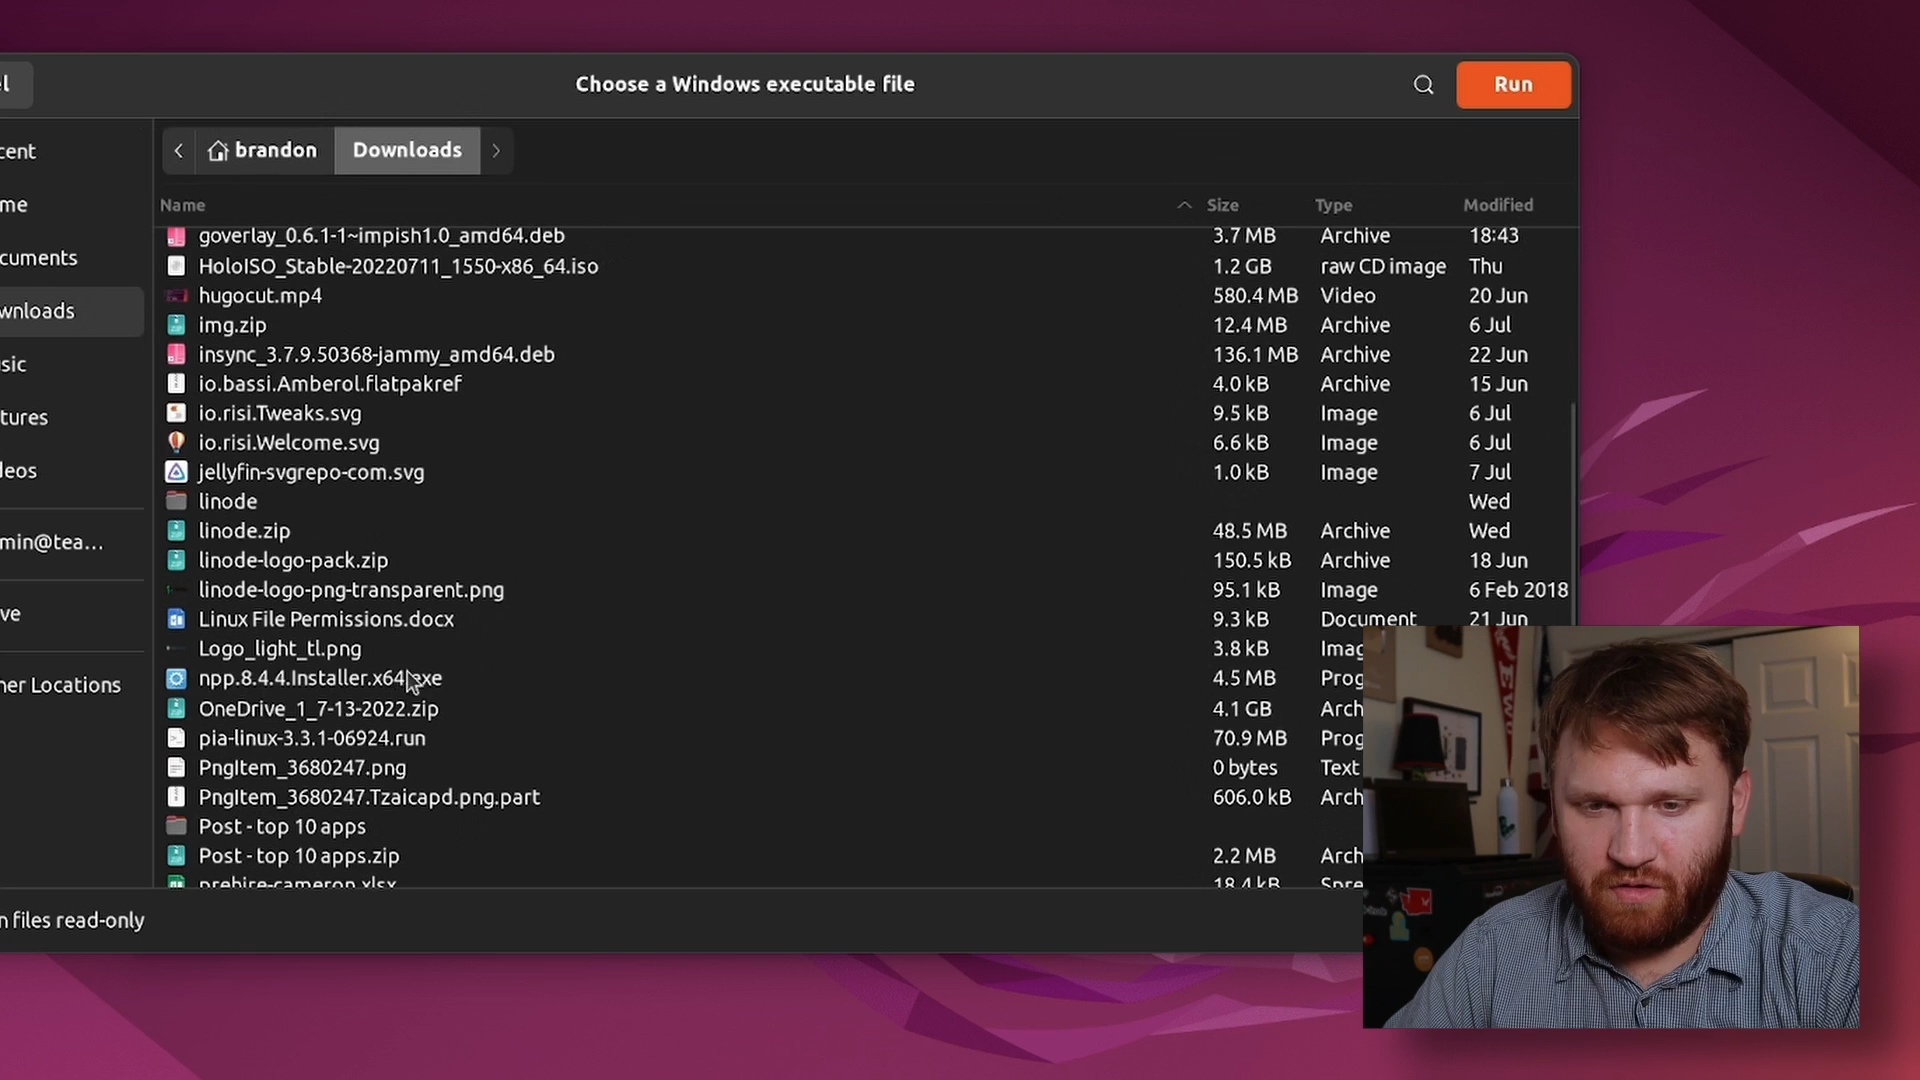 el
Choose a Windows executable file
Run
cent
me
cuments
wnloads
sic
tures
deos
min@tea...
ve
ner Locations
brandon
Downloads
Name Size Type Modified
goverlay_0.6.1-1~impish1.0_amd64.deb 3.7 MB Archive 18:43
HoloISO_Stable-20220711_1550-x86_64.iso 1.2 GB raw CD image Thu
hugocut.mp4 580.4 MB Video 20 Jun
img.zip 12.4 MB Archive 6 Jul
insync_3.7.9.50368-jammy_amd64.deb 136.1 MB Archive 22 Jun
io.bassi.Amberol.flatpakref 4.0 kB Archive 15 Jun
io.risi.Tweaks.svg 9.5 kB Image 6 Jul
io.risi.Welcome.svg 6.6 kB Image 6 Jul
jellyfin-svgrepo-com.svg 1.0 kB Image 7 Jul
linode Wed
linode.zip 48.5 MB Archive Wed
linode-logo-pack.zip 150.5 kB Archive 18 Jun
linode-logo-png-transparent.png 95.1 kB Image 6 Feb 2018
Linux File Permissions.docx 9.3 kB Document 21 Jun
Logo_light_tl.png 3.8 kB Imag
npp.8.4.4.Installer.x64.exe 4.5 MB Prog
OneDrive_1_7-13-2022.zip 4.1 GB Arch
pia-linux-3.3.1-06924.run 70.9 MB Prog
PngItem_3680247.png 0 bytes Text
PngItem_3680247.Tzaicapd.png.part 606.0 kB Arch
Post - top 10 apps
Post - top 10 apps.zip 2.2 MB Arch
prehire-cameron.xlsx 18.4 kB Spre
n files read-only